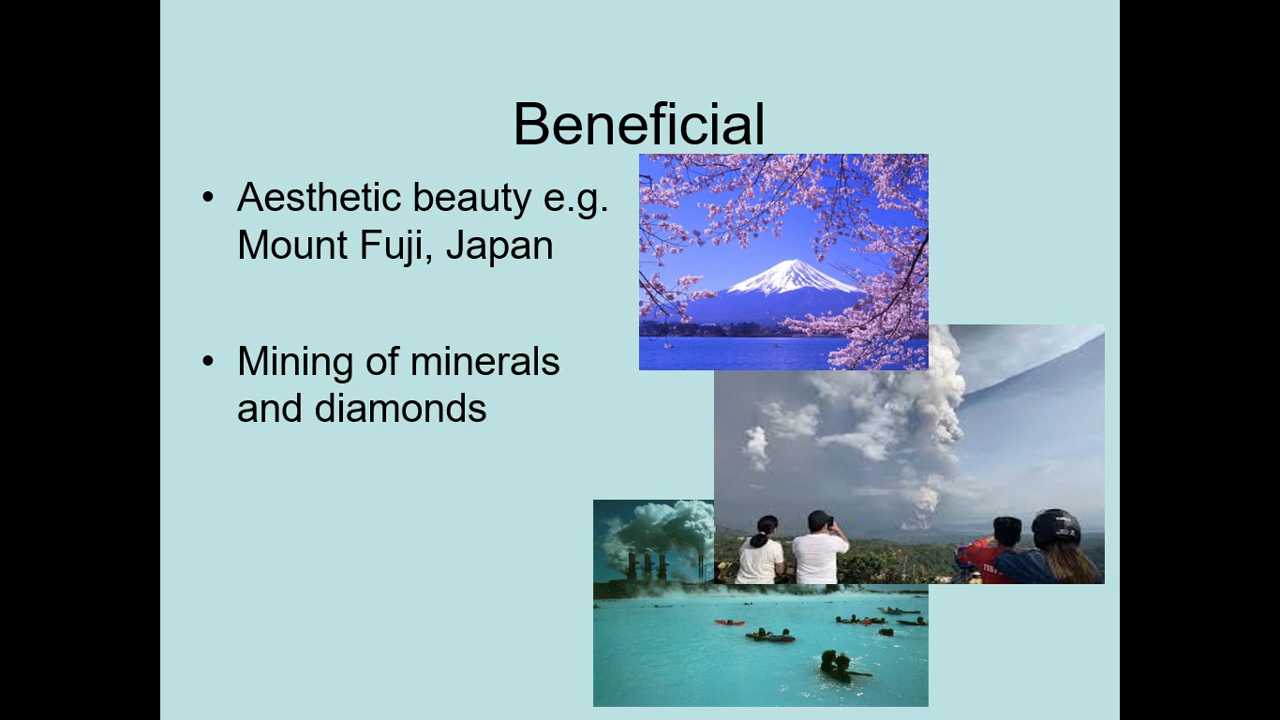 Beneficial
• Aesthetic beauty e.g.
Mount Fuji, Japan
• Mining of minerals
and diamonds